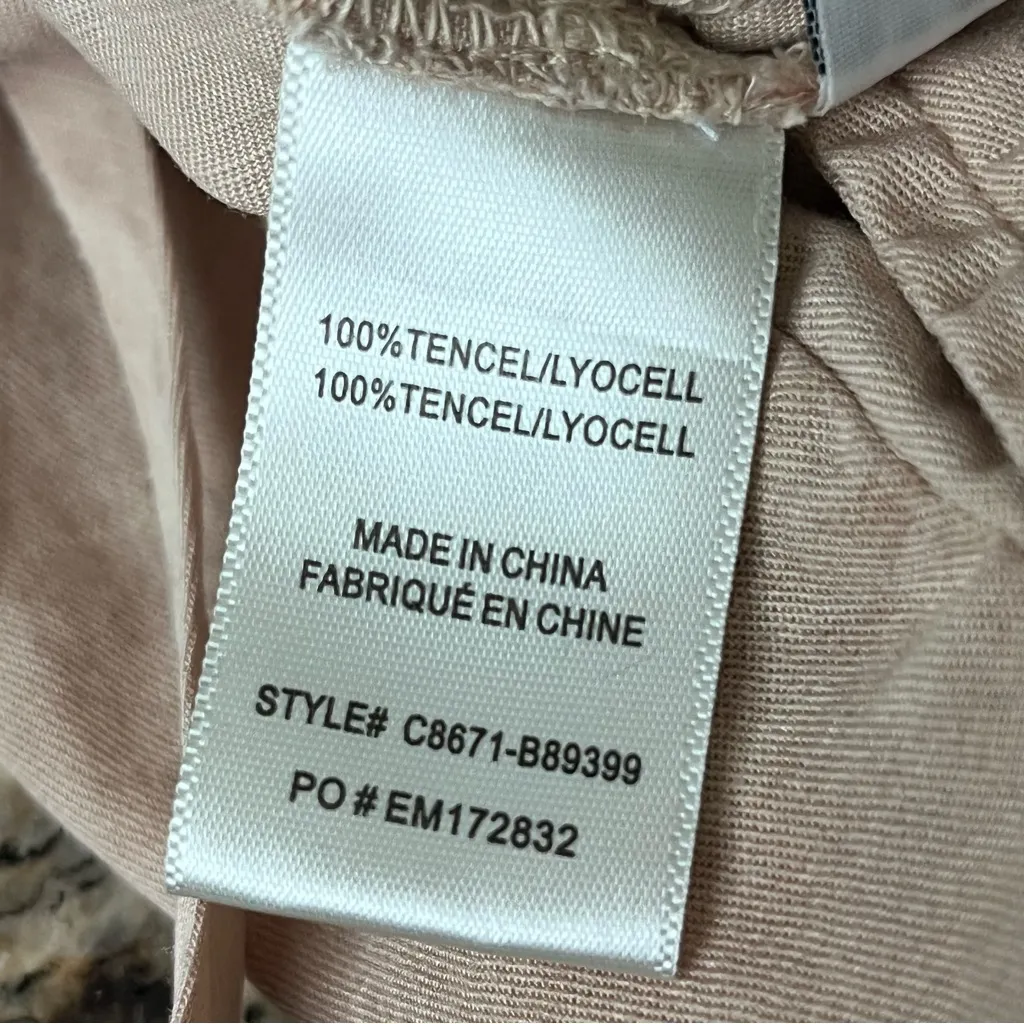 100%TENCEL/LYOCELL
100%TENCEL/LYOCELL
MADE IN CHINA
FABRIQUÉ EN CHINE
STYLE# C8671-B89399
PO # EM172832